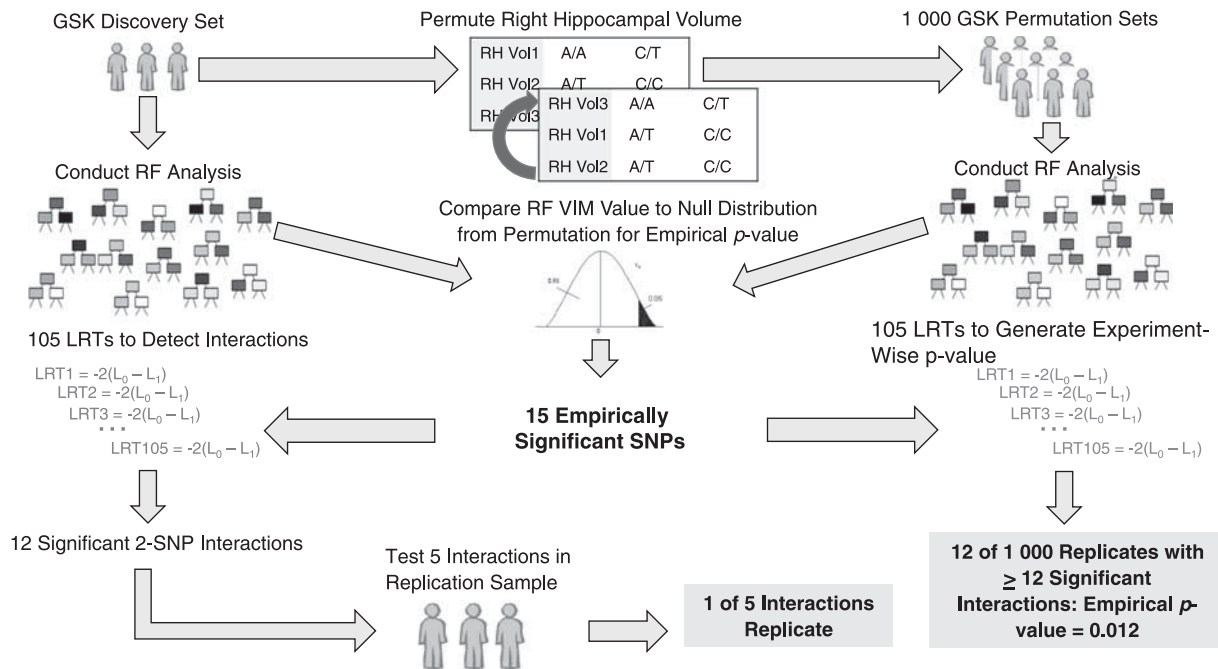 GSK Discovery Set
Permute Right Hippocampal Volume
1 000 GSK Permutation Sets
RH Vol1 A/A C/T
RH Vol2 A/T C/C
RH Vol3
RH Vol3 A/A C/T
RH Vol1 A/T C/C
RH Vol2 A/T C/C
Conduct RF Analysis
Conduct RF Analysis
Compare RF VIM Value to Null Distribution
from Permutation for Empirical p-value
0.05
0
105 LRTs to Detect Interactions
LRT1 = -2(L₀ – L₁)
LRT2 = -2(L₀ – L₁)
LRT3 = -2(L₀ – L₁)
...
LRT105 = -2(L₀ – L₁)
15 Empirically
Significant SNPs
105 LRTs to Generate Experiment-
Wise p-value
LRT1 = -2(L₀ – L₁)
LRT2 = -2(L₀ – L₁)
LRT3 = -2(L₀ – L₁)
...
LRT105 = -2(L₀ – L₁)
12 Significant 2-SNP Interactions
Test 5 Interactions in
Replication Sample
1 of 5 Interactions
Replicate
12 of 1 000 Replicates with
≥ 12 Significant
Interactions: Empirical p-
value = 0.012